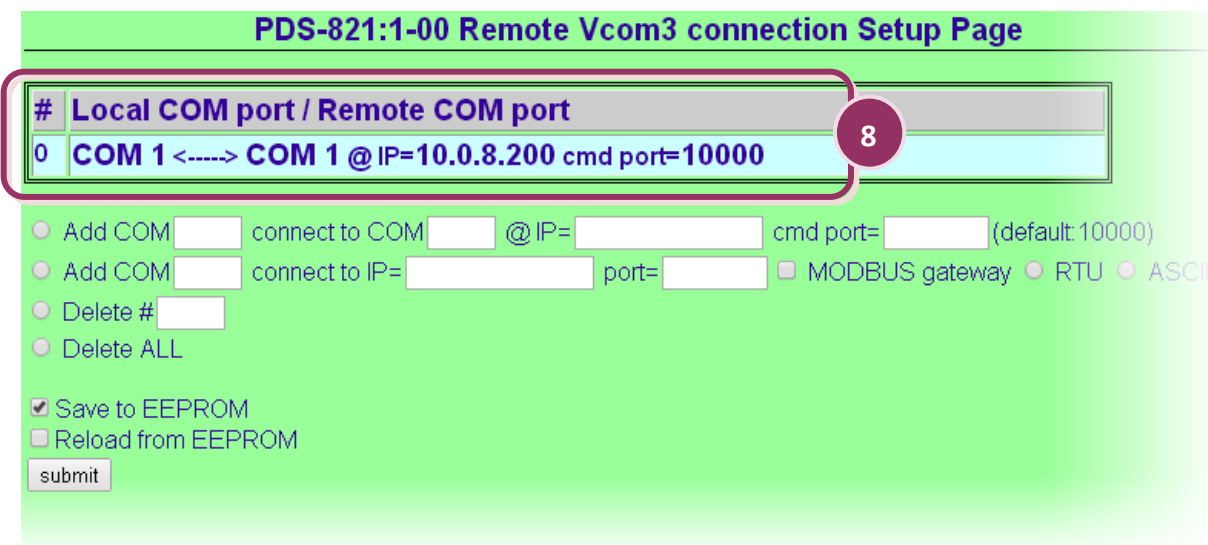 PDS-821:1-00 Remote Vcom3 connection Setup Page
# Local COM port / Remote COM port
8
0 COM 1 <-----> COM 1 @ IP=10.0.8.200 cmd port=10000
Add COM connect to COM @ IP= cmd port= (default:10000)
Add COM connect to IP= port= MODBUS gateway RTU ASCII
Delete #
Delete ALL
Save to EEPROM
Reload from EEPROM
submit